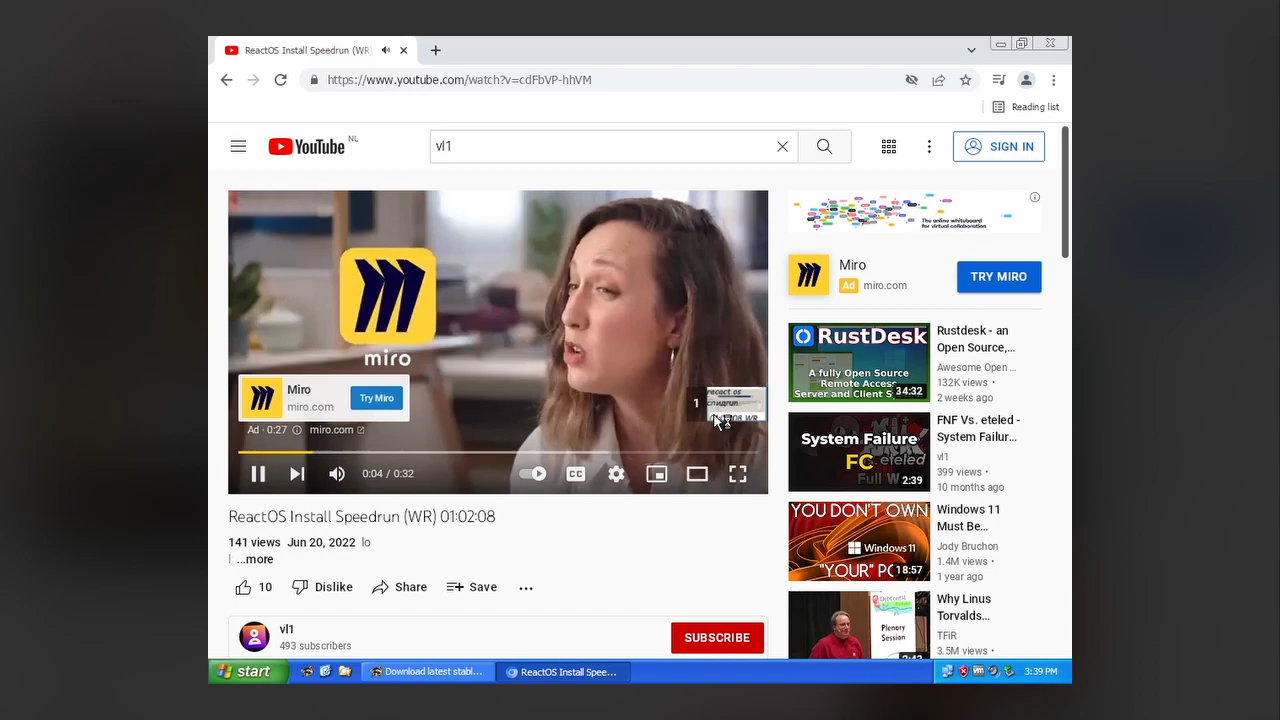 ReactOS Install Speedrun (WR)
https://www.youtube.com/watch?v=cdFbVP-hhVM
Reading list
YouTube NL
vl1
SIGN IN
The online whiteboard
for virtual collaboration
miro
Miro
miro.com
Try Miro
Ad · 0:27
miro.com
1
0:04 / 0:32
CC
Miro
Ad miro.com
TRY MIRO
RustDesk
A fully Open Source
Remote Access
Server and Client
34:32
Rustdesk - an
Open Source,...
Awesome Open ...
132K views •
2 weeks ago
System Failure
FC
eteled
Full
2:39
FNF Vs. eteled -
System Failur...
vl1
399 views •
10 months ago
YOU DON'T OWN
Windows 11
"YOUR"
18:57
Windows 11
Must Be...
Jody Bruchon
1.4M views •
1 year ago
Plenary
Session
Why Linus
Torvalds...
TFiR
3.5M views •
ReactOS Install Speedrun (WR) 01:02:08
141 views Jun 20, 2022 lo
l ...more
10
Dislike
Share
Save
vl1
493 subscribers
SUBSCRIBE
start
Download latest stabl...
ReactOS Install Spee...
3:39 PM